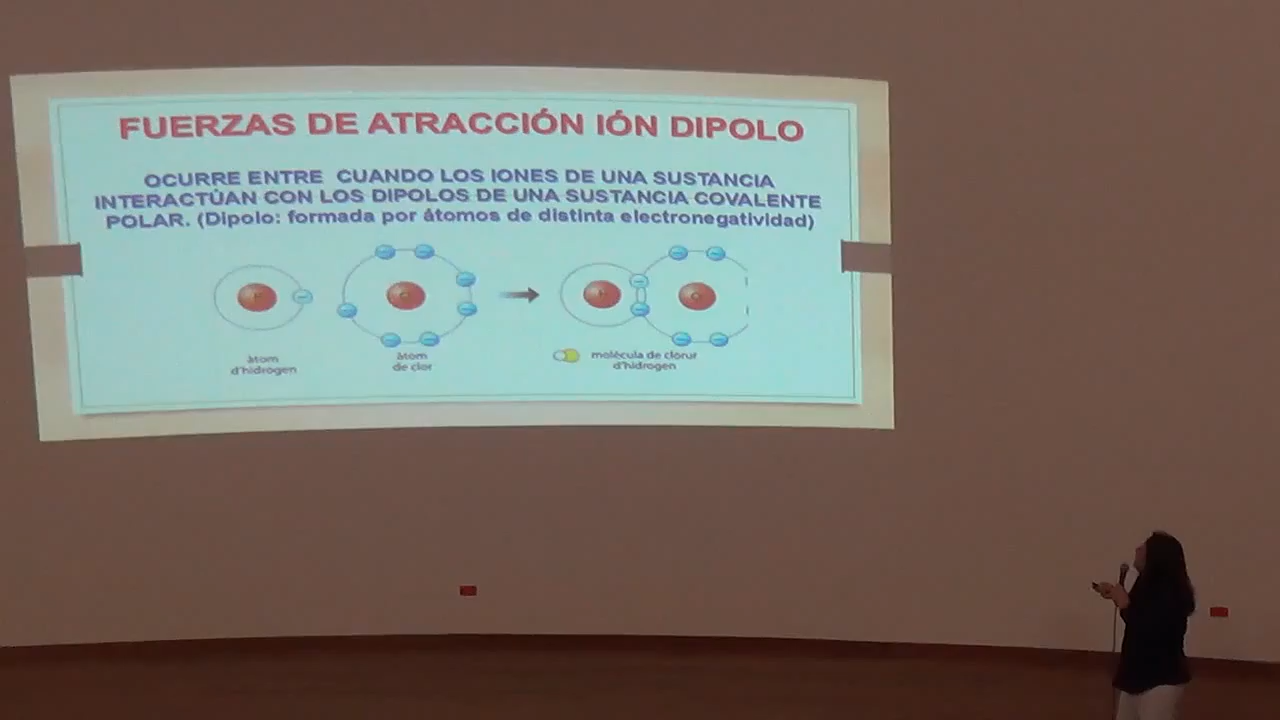 FUERZAS DE ATRACCIÓN IÓN DIPOLO
OCURRE ENTRE CUANDO LOS IONES DE UNA SUSTANCIA
INTERACTÚAN CON LOS DIPOLOS DE UNA SUSTANCIA COVALENTE
POLAR. (Dipolo: formada por átomos de distinta electronegatividad)
àtom
d'hidrogen
àtom
de clor
molècula de clorur
d'hidrogen